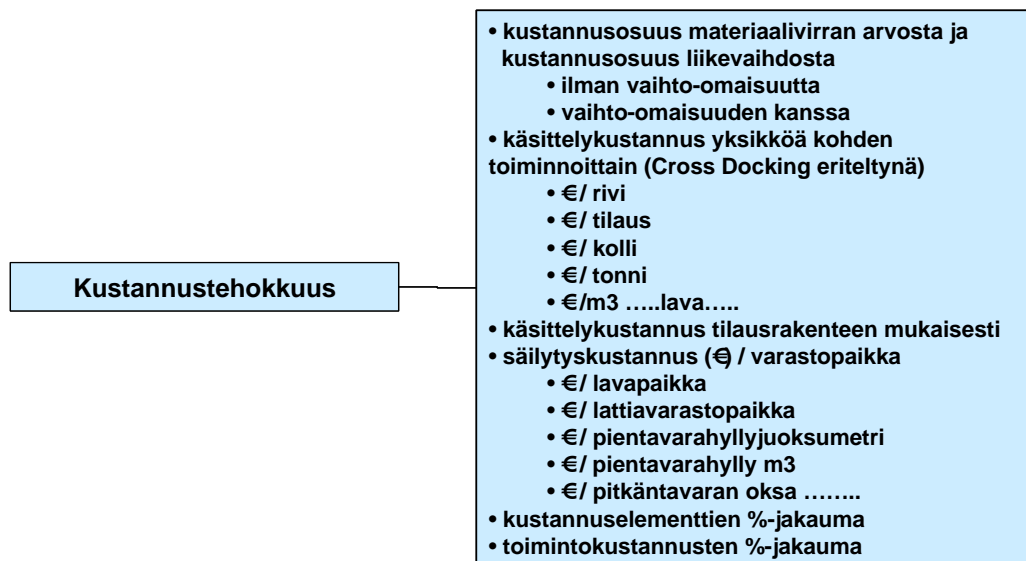 Kustannustehokkuus
• kustannusosuus materiaalivirran arvosta ja
kustannusosuus liikevaihdosta
• ilman vaihto-omaisuutta
• vaihto-omaisuuden kanssa
• käsittelykustannus yksikköä kohden
toiminnoittain (Cross Docking eriteltynä)
• €/ rivi
• €/ tilaus
• €/ kolli
• €/ tonni
• €/m3 …..lava…..
• käsittelykustannus tilausrakenteen mukaisesti
• säilytyskustannus (€) / varastopaikka
• €/ lavapaikka
• €/ lattiavarastopaikka
• €/ pientavarahyllyjuoksumetri
• €/ pientavarahylly m3
• €/ pitkäntavaran oksa ……..
• kustannuselementtien %-jakauma
• toimintokustannusten %-jakauma